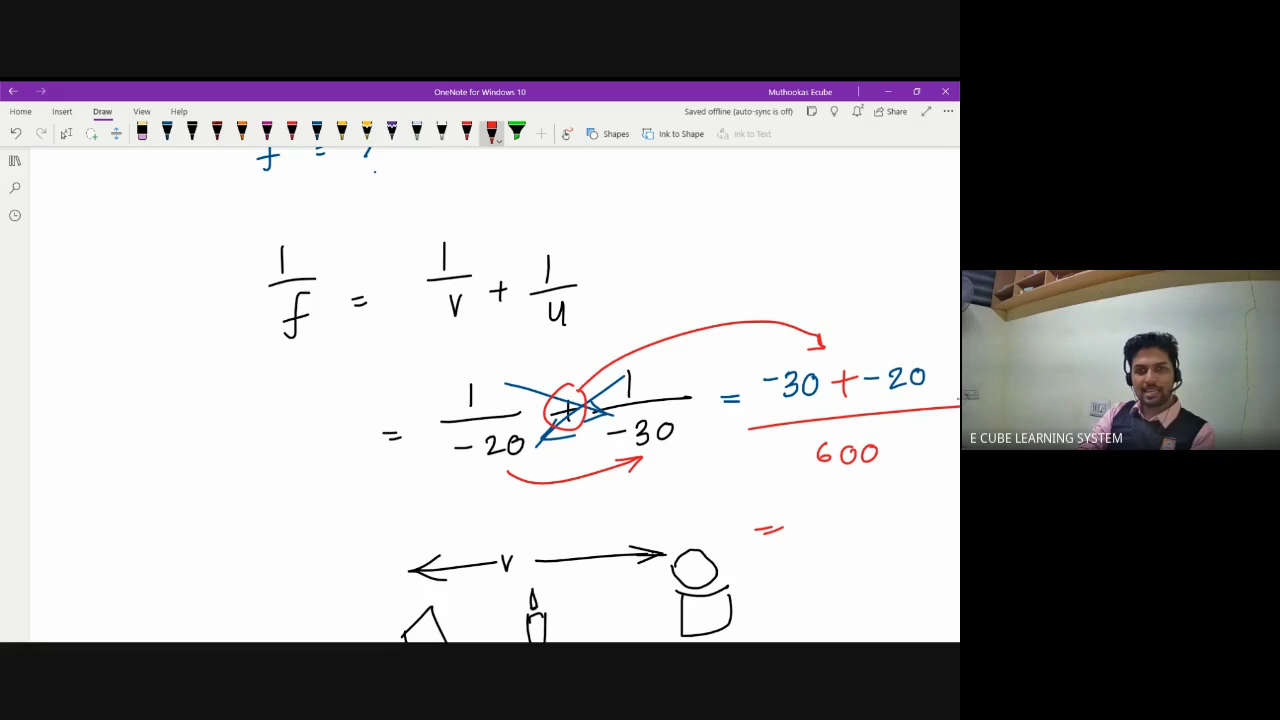 OneNote for Windows 10
Muthookas Ecube
Home Insert Draw View Help
Saved offline (auto-sync is off)
Share
Shapes
Ink to Shape
Ink to Text
f = ?
1/f = 1/v + 1/u
= 1/-20 + 1/-30 = -30 + -20 / 600
=
v
E CUBE LEARNING SYSTEM